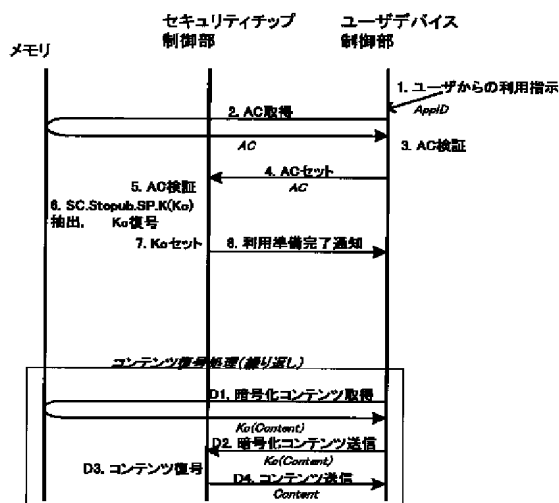 セキュリティチップ
制御部
ユーザデバイス
制御部
メモリ
1. ユーザからの利用指示
AppID
2. AC取得
AC
3. AC検証
4. ACセット
AC
5. AC検証
6. SC.Stopub.SP.K(Kc)
抽出、 Kc復号
7. Kcセット
8. 利用準備完了通知
コンテンツ復号処理(繰り返し)
D1. 暗号化コンテンツ取得
Kc(Content)
D2. 暗号化コンテンツ送信
Kc(Content)
D3. コンテンツ復号
D4. コンテンツ送信
Content